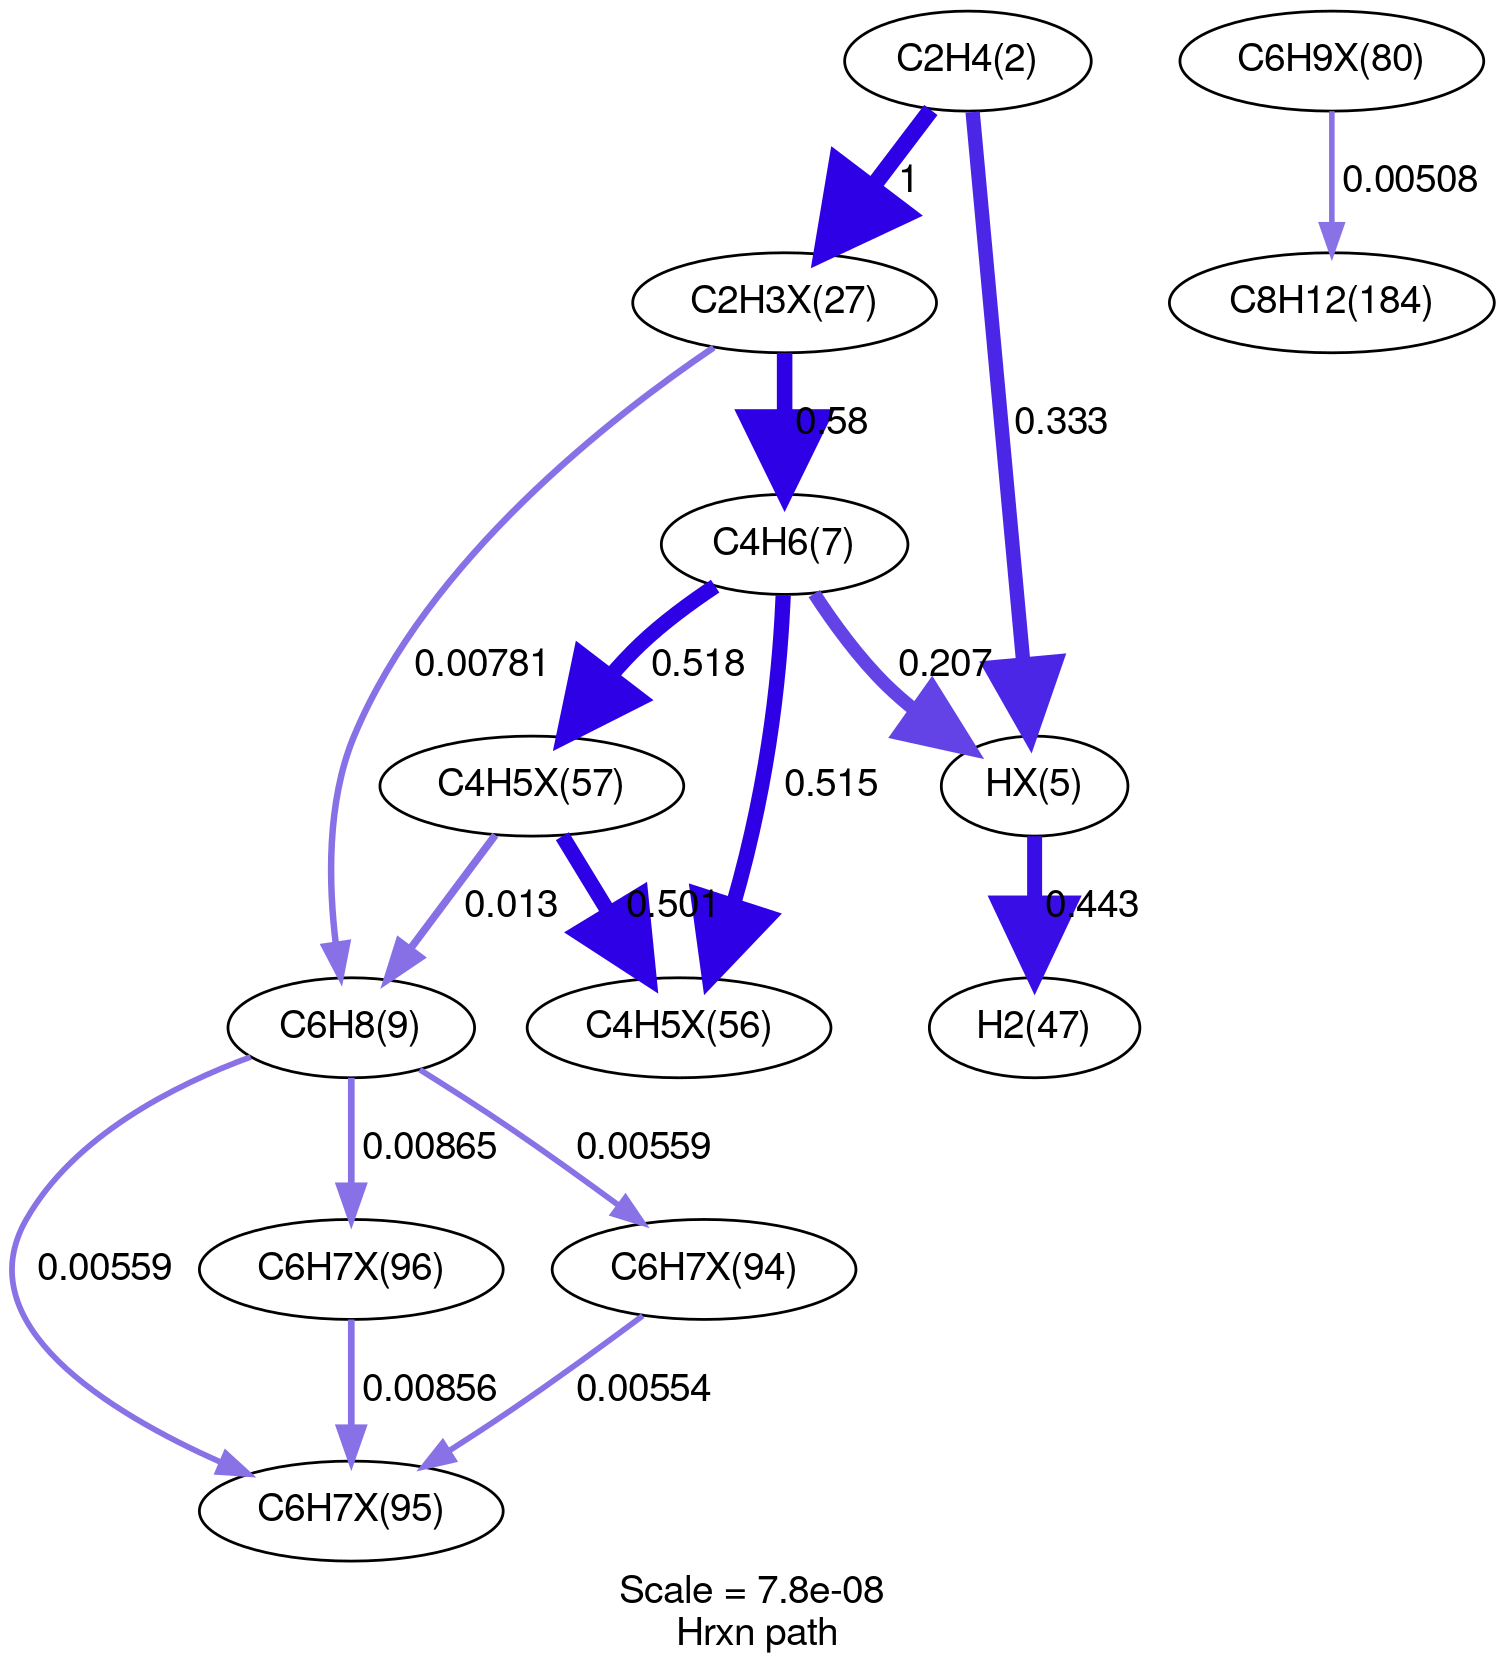 C2H4(2)
C6H9X(80)
1
0.00508
C2H3X(27)
C8H12(184)
0.58
0.333
C4H6(7)
0.00781
0.518
0.207
C4H5X(57)
0.515
HX(5)
0.013
0.501
0.443
C6H8(9)
C4H5X(56)
H2(47)
0.00865
0.00559
0.00559
C6H7X(96)
C6H7X(94)
0.00856
0.00554
C6H7X(95)
Scale = 7.8e-08
Hrxn path